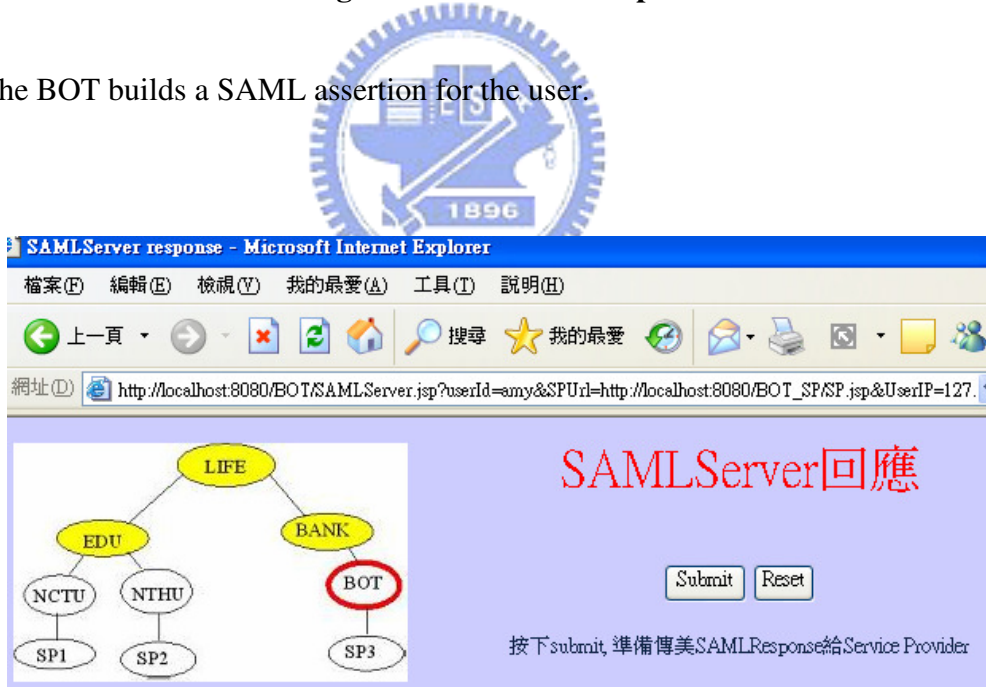 he BOT builds a SAML assertion for the user.
1896
SAMLServer response - Microsoft Internet Explorer
檔案(F) 編輯(E) 檢視(V) 我的最愛(A) 工具(T) 說明(H)
上一頁 搜尋 我的最愛
網址(D) http://localhost:8080/BOT/SAMLServer.jsp?userId=amy&SPUrl=http://localhost:8080/BOT_SP/SP.jsp&UserIP=127.
SAMLServer回應
LIFE
EDU BANK
NCTU NTHU BOT
SP1 SP2 SP3
Submit Reset
按下submit, 準備傳美SAMLResponse給Service Provider